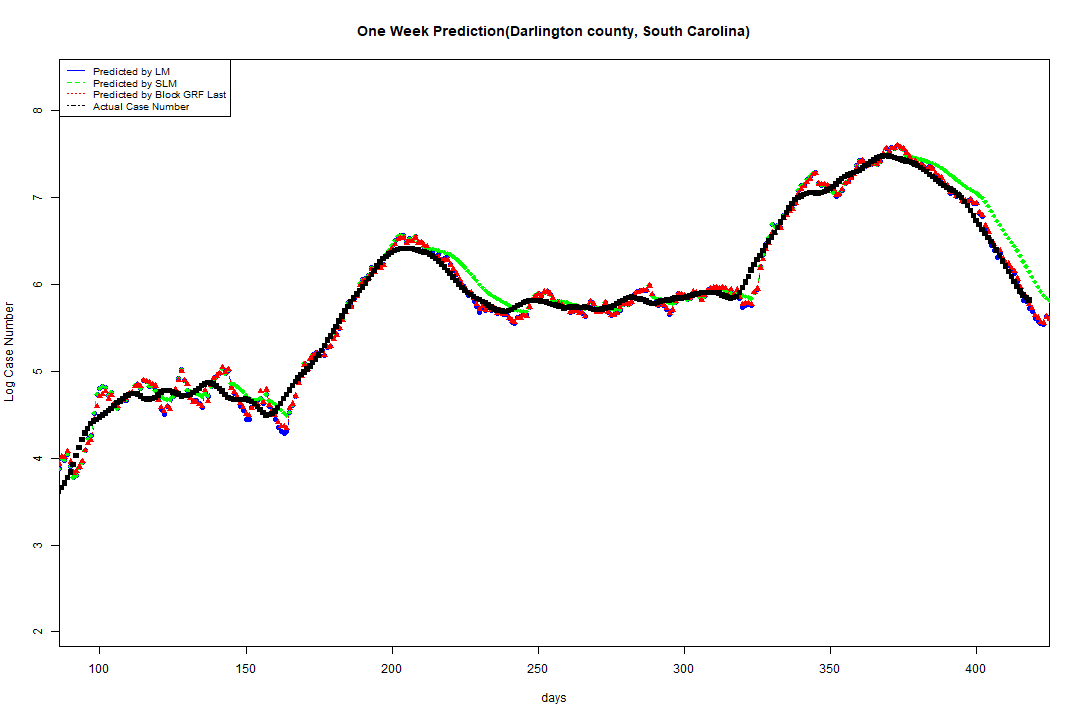 One Week Prediction(Darlington county, South Carolina)
Predicted by LM
Predicted by SLM
Predicted by Block GRF Last
Actual Case Number
Log Case Number
8
7
6
5
4
3
2
100 150 200 250 300 350 400
days